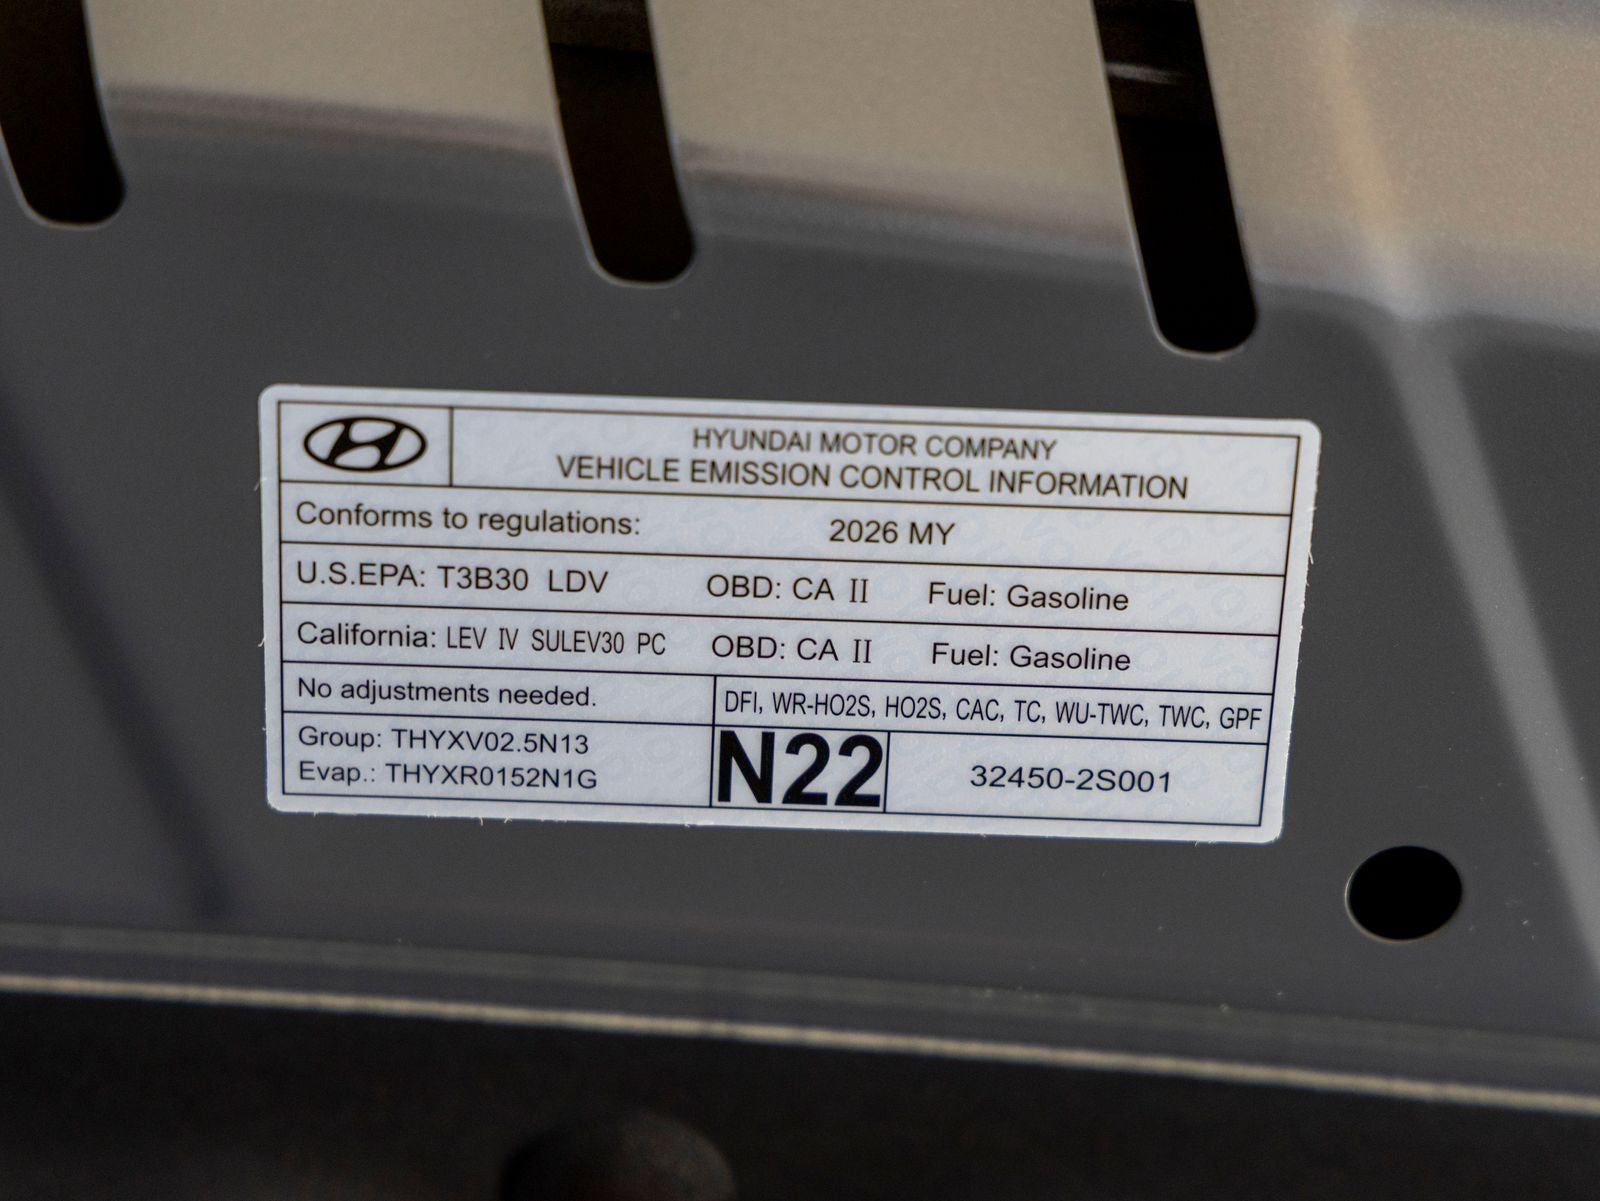 HYUNDAI MOTOR COMPANY
VEHICLE EMISSION CONTROL INFORMATION
Conforms to regulations: 2026 MY
U.S.EPA: T3B30 LDV OBD: CA II Fuel: Gasoline
California: LEV IV SULEV30 PC OBD: CA II Fuel: Gasoline
No adjustments needed.
DFI, WR-HO2S, HO2S, CAC, TC, WU-TWC, TWC, GPF
Group: THYXV02.5N13
Evap.: THYXR0152N1G
N22
32450-2S001